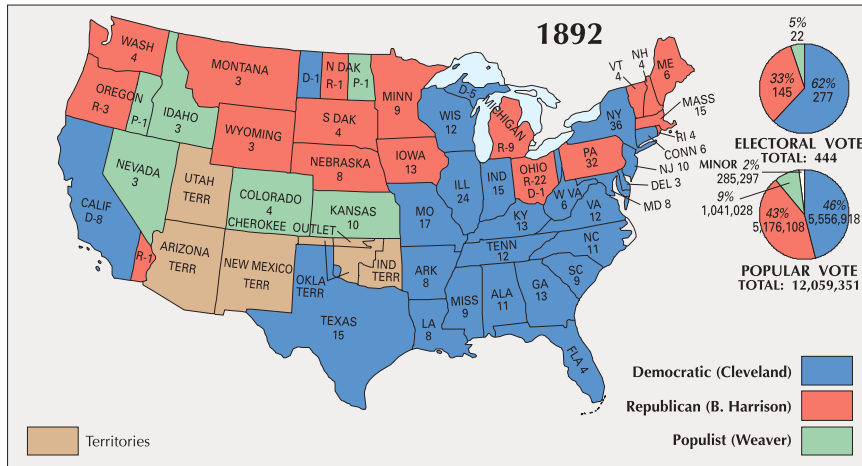 1892
WASH
4
OREGON
R-3
P-1
CALIF
D-8
R-1
NEVADA
3
IDAHO
3
MONTANA
3
WYOMING
3
UTAH
TERR
ARIZONA
TERR
COLORADO
4
NEW MEXICO
TERR
D-1
N DAK
R-1
P-1
S DAK
4
NEBRASKA
8
KANSAS
10
CHEROKEE OUTLET
OKLA
TERR
IND
TERR
TEXAS
15
MINN
9
IOWA
13
MO
17
ARK
8
LA
8
WIS
12
ILL
24
D-5
MICHIGAN
R-9
IND
15
OHIO
R-22
D-1
KY
13
TENN
12
MISS
9
ALA
11
GA
13
FLA 4
SC
9
NC
11
VA
12
W VA
6
PA
32
NY
36
VT
4
NH
4
ME
6
MASS
15
RI 4
CONN 6
NJ 10
DEL 3
MD 8
5%
22
33%
145
62%
277
ELECTORAL VOTE
TOTAL: 444
MINOR 2%
285,297
9%
1,041,028
43%
5,176,108
46%
5,556,918
POPULAR VOTE
TOTAL: 12,059,351
Democratic (Cleveland)
Republican (B. Harrison)
Populist (Weaver)
Territories